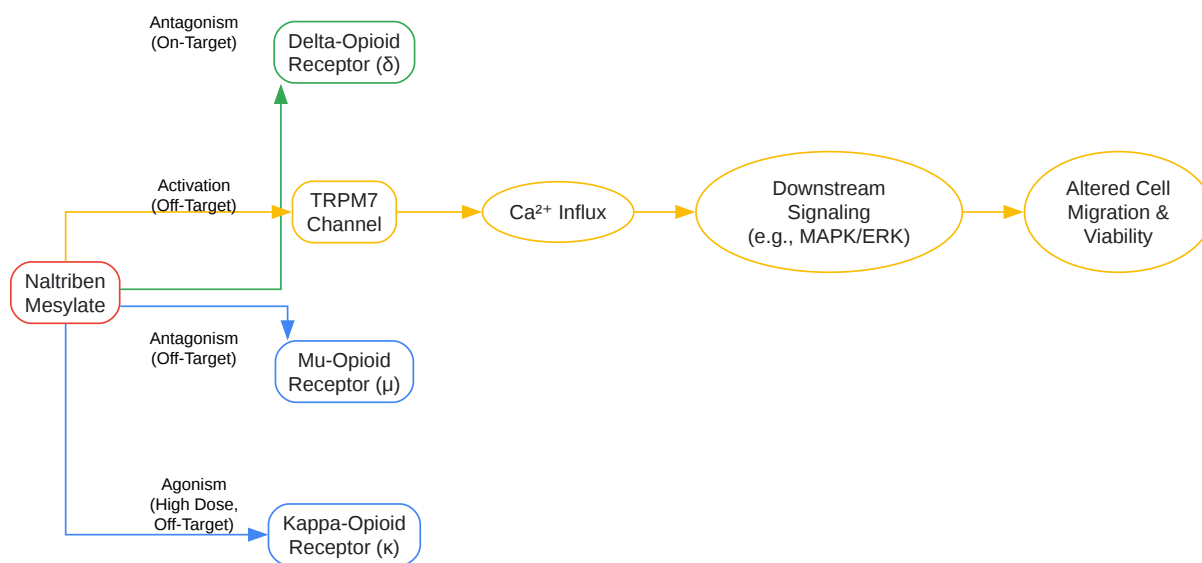 Antagonism
(On-Target)
Delta-Opioid
Receptor (δ)
Activation
(Off-Target)
TRPM7
Channel
Ca²⁺ Influx
Downstream
Signaling
(e.g., MAPK/ERK)
Altered Cell
Migration &
Viability
Naltriben
Mesylate
Antagonism
(Off-Target)
Mu-Opioid
Receptor (μ)
Agonism
(High Dose,
Off-Target)
Kappa-Opioid
Receptor (κ)